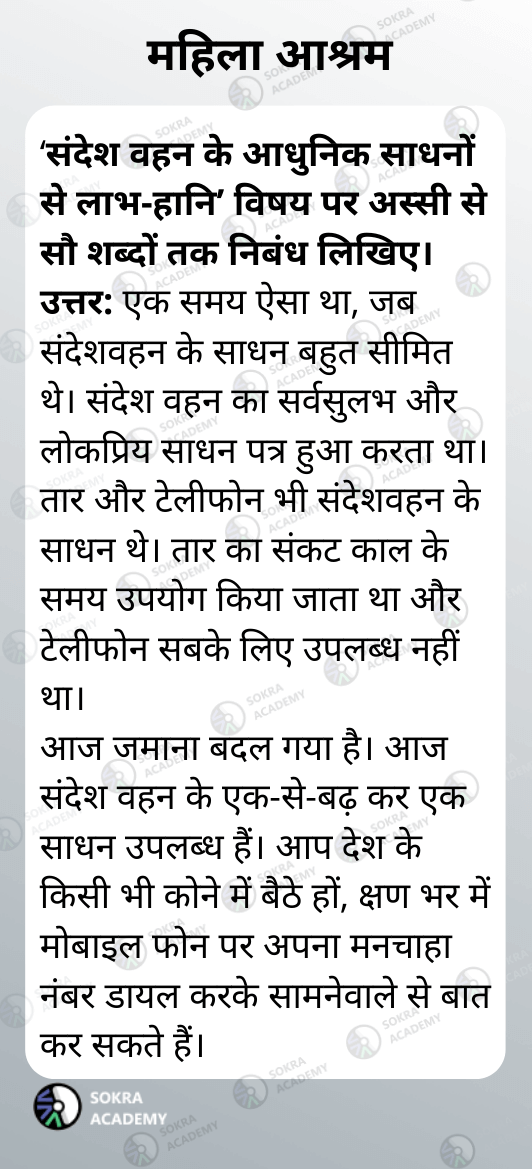 महिला आश्रम
‘संदेश वहन के आधुनिक साधनों
से लाभ-हानि’ विषय पर अस्सी से
सौ शब्दों तक निबंध लिखिए।
उत्तर: एक समय ऐसा था, जब
संदेशवहन के साधन बहुत सीमित
थे। संदेश वहन का सर्वसुलभ और
लोकप्रिय साधन पत्र हुआ करता था।
तार और टेलीफोन भी संदेशवहन के
साधन थे। तार का संकट काल के
समय उपयोग किया जाता था और
टेलीफोन सबके लिए उपलब्ध नहीं
था।
आज जमाना बदल गया है। आज
संदेश वहन के एक-से-बढ़ कर एक
साधन उपलब्ध हैं। आप देश के
किसी भी कोने में बैठे हों, क्षण भर में
मोबाइल फोन पर अपना मनचाहा
नंबर डायल करके सामनेवाले से बात
कर सकते हैं।
SOKRA
ACADEMY